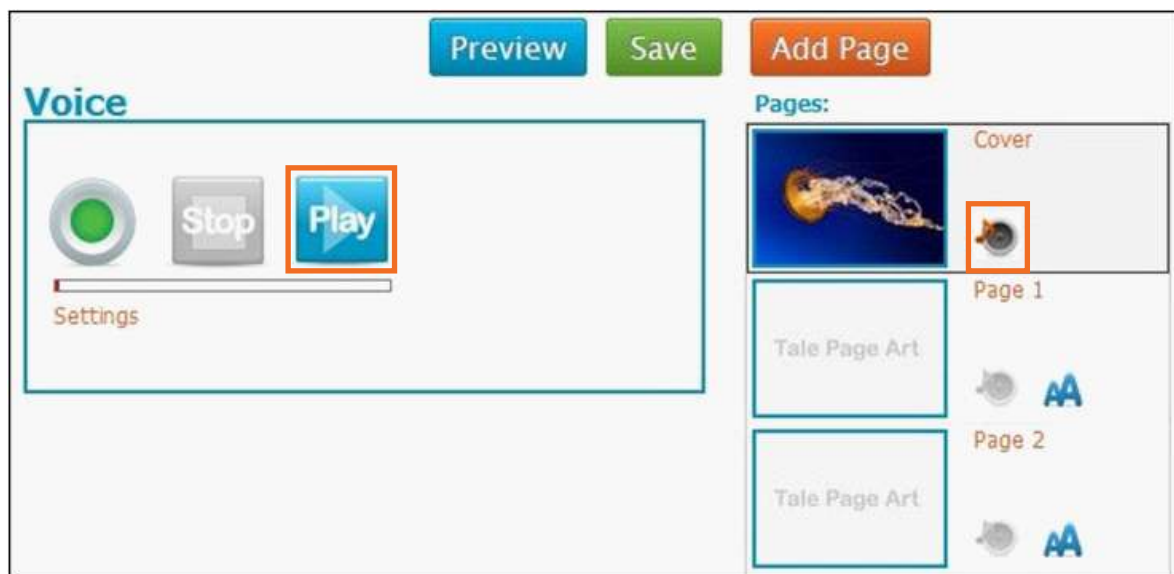 Preview Save Add Page
Voice
Pages:
Cover
Stop Play
Settings
Page 1
Tale Page Art
AA
Page 2
Tale Page Art
AA